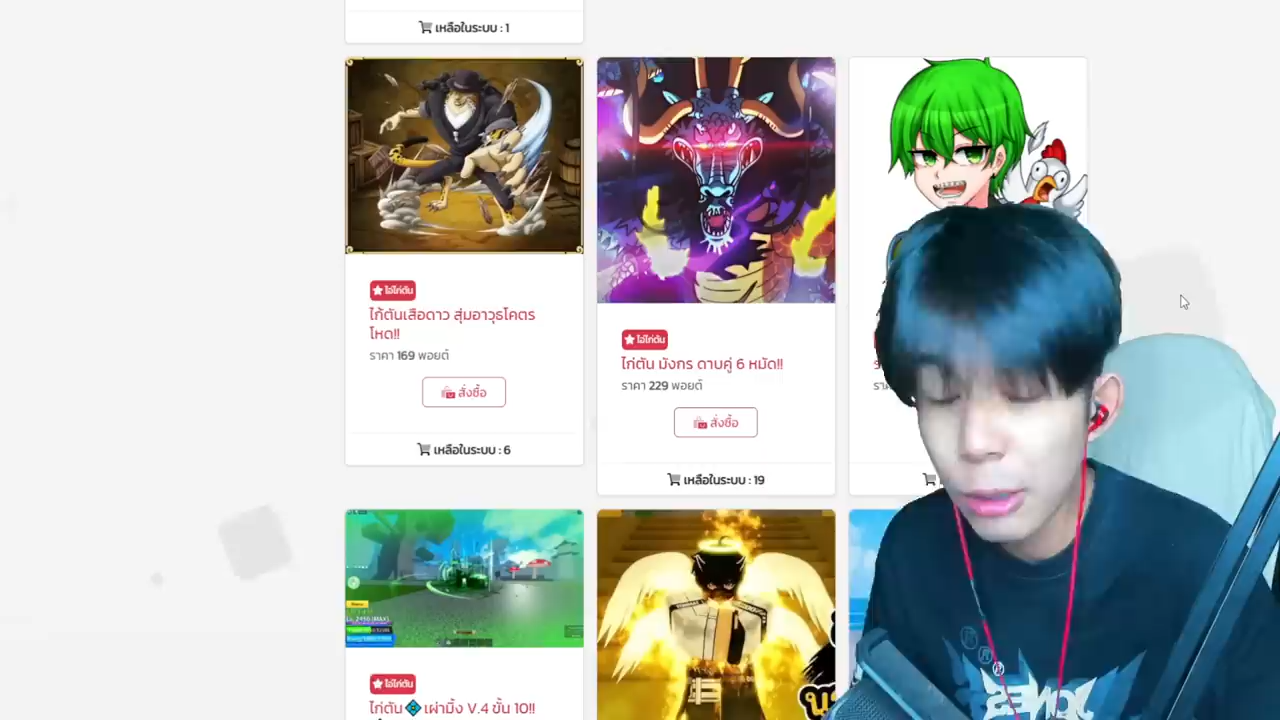 เหลือในระบบ : 1
ไอ่ไก่ตัน
ไก้ตันเสือดาว สุ่มอาวุธโคตร
โหด!!
ราคา 169 พอยต์
สั่งซื้อ
เหลือในระบบ : 6
ไอ่ไก่ตัน
ไก่ตัน มังกร ดาบคู่ 6 หมัด!!
ราคา 229 พอยต์
สั่งซื้อ
เหลือในระบบ : 19
ไอ่ไก่ตัน
ไก่ตัน💠เผ่ามิ้ง V.4 ขั้น 10!!